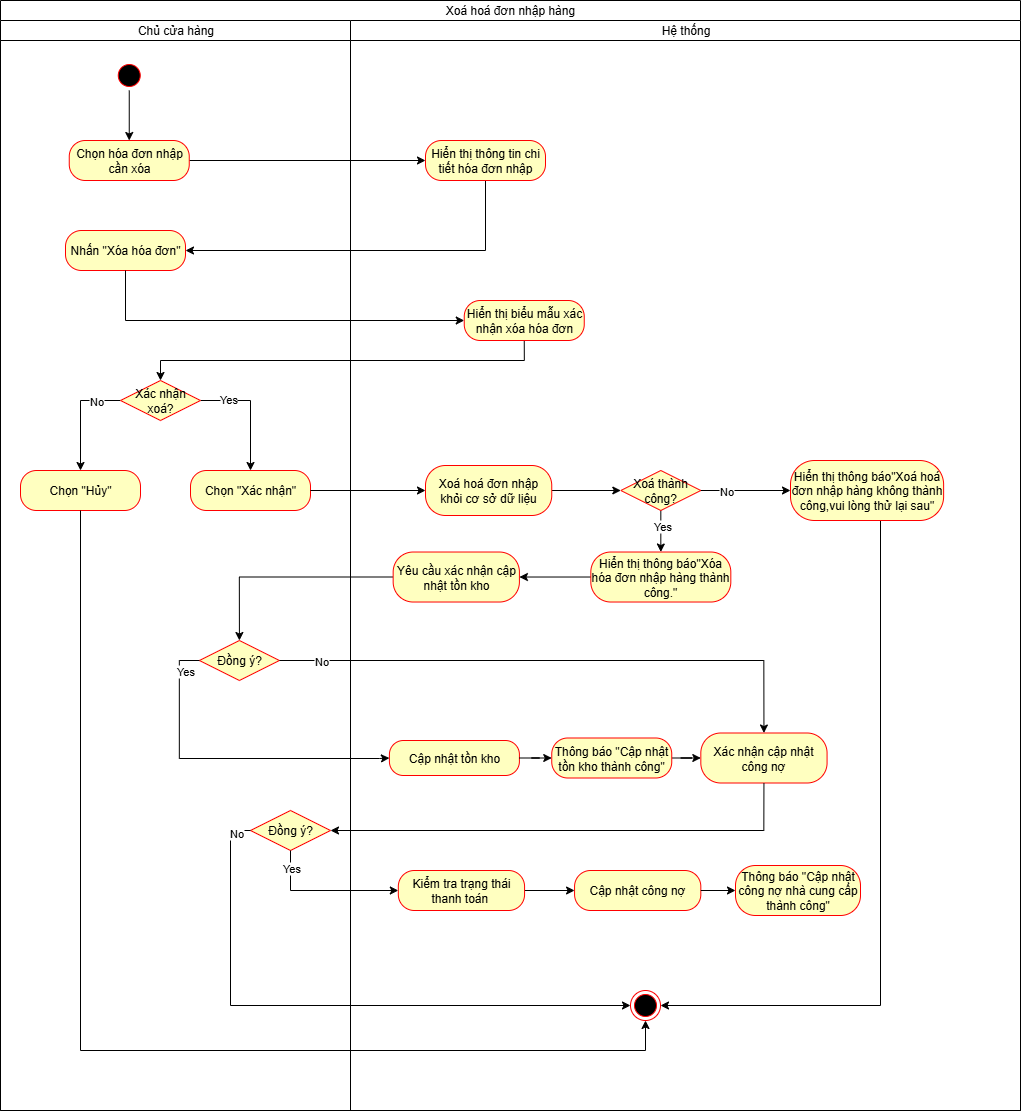 Xoá hoá đơn nhập hàng
Chủ cửa hàng
Hệ thống
Chọn hóa đơn nhập
cần xóa
Hiển thị thông tin chi
tiết hóa đơn nhập
Nhấn "Xóa hóa đơn"
Hiển thị biểu mẫu xác
nhận xóa hóa đơn
Xác nhận
xoá?
No
Yes
Chọn "Hủy"
Chọn "Xác nhận"
Xoá hoá đơn nhập
khỏi cơ sở dữ liệu
Xoá thành
công?
No
Yes
Hiển thị thông báo"Xoá hoá
đơn nhập hàng không thành
công,vui lòng thử lại sau"
Hiển thị thông báo"Xóa
hóa đơn nhập hàng thành
công."
Yêu cầu xác nhận cập
nhật tồn kho
Đồng ý?
No
Yes
Cập nhật tồn kho
Thông báo "Cập nhật
tồn kho thành công"
Xác nhận cập nhật
công nợ
Đồng ý?
No
Yes
Kiểm tra trạng thái
thanh toán
Cập nhật công nợ
Thông báo "Cập nhật
công nợ nhà cung cấp
thành công"